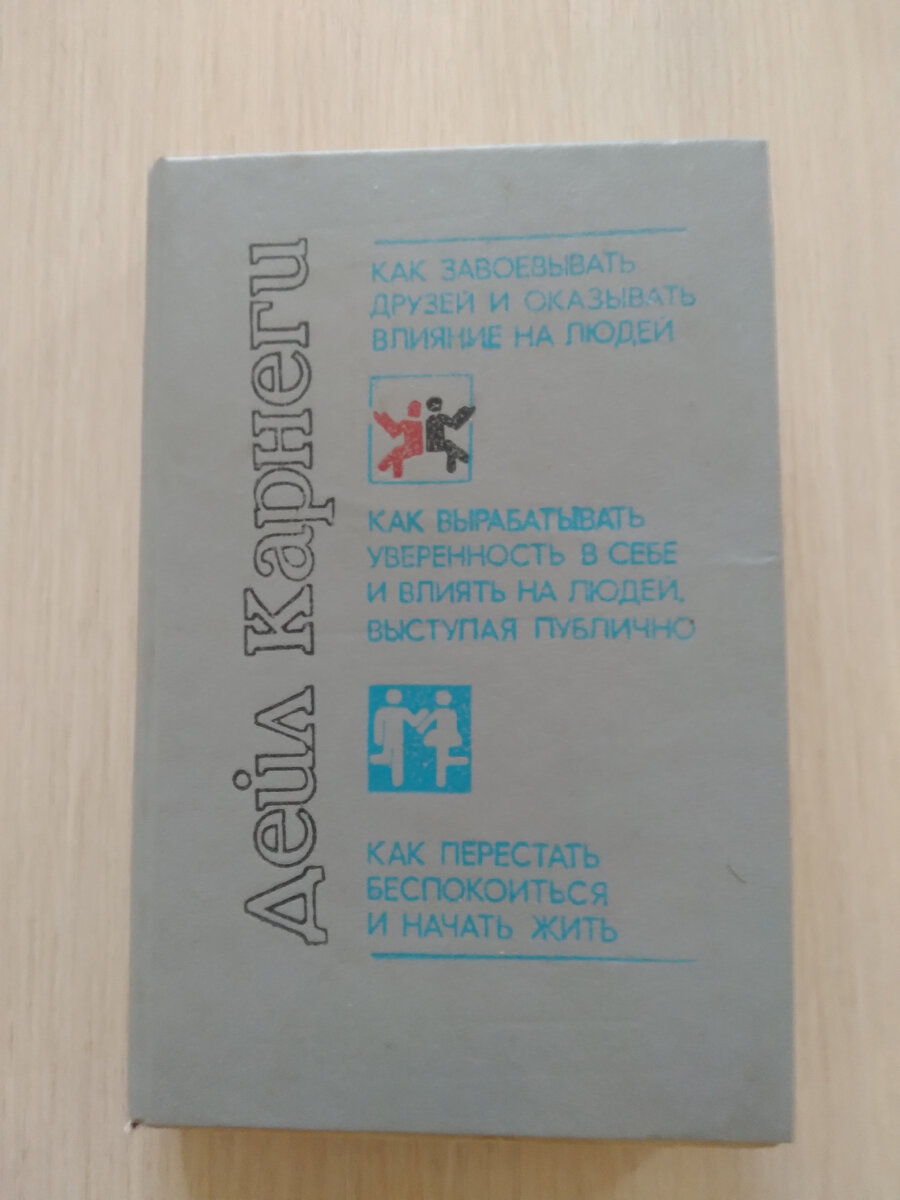 Дейл Карнеги
КАК ЗАВОЕВЫВАТЬ
ДРУЗЕЙ И ОКАЗЫВАТЬ
ВЛИЯНИЕ НА ЛЮДЕЙ
КАК ВЫРАБАТЫВАТЬ
УВЕРЕННОСТЬ В СЕБЕ
И ВЛИЯТЬ НА ЛЮДЕЙ,
ВЫСТУПАЯ ПУБЛИЧНО
КАК ПЕРЕСТАТЬ
БЕСПОКОИТЬСЯ
И НАЧАТЬ ЖИТЬ